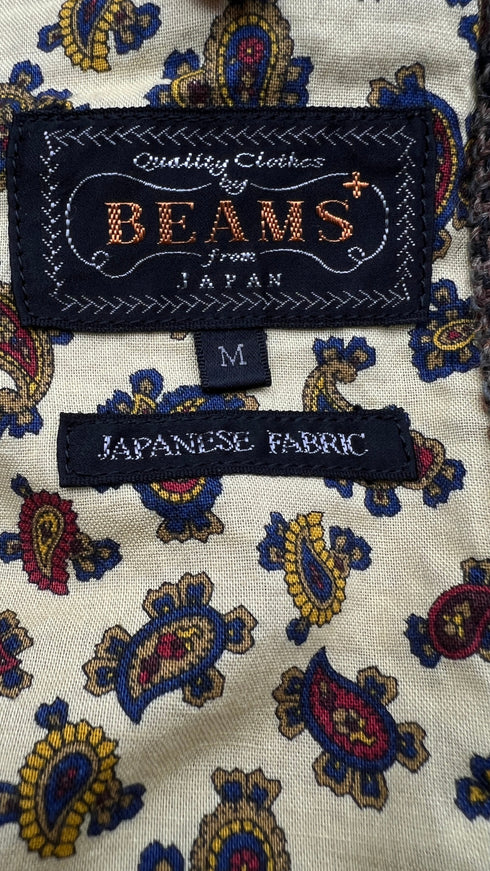 Quality Clothes
by
BEAMS+
from
JAPAN
M
JAPANESE FABRIC